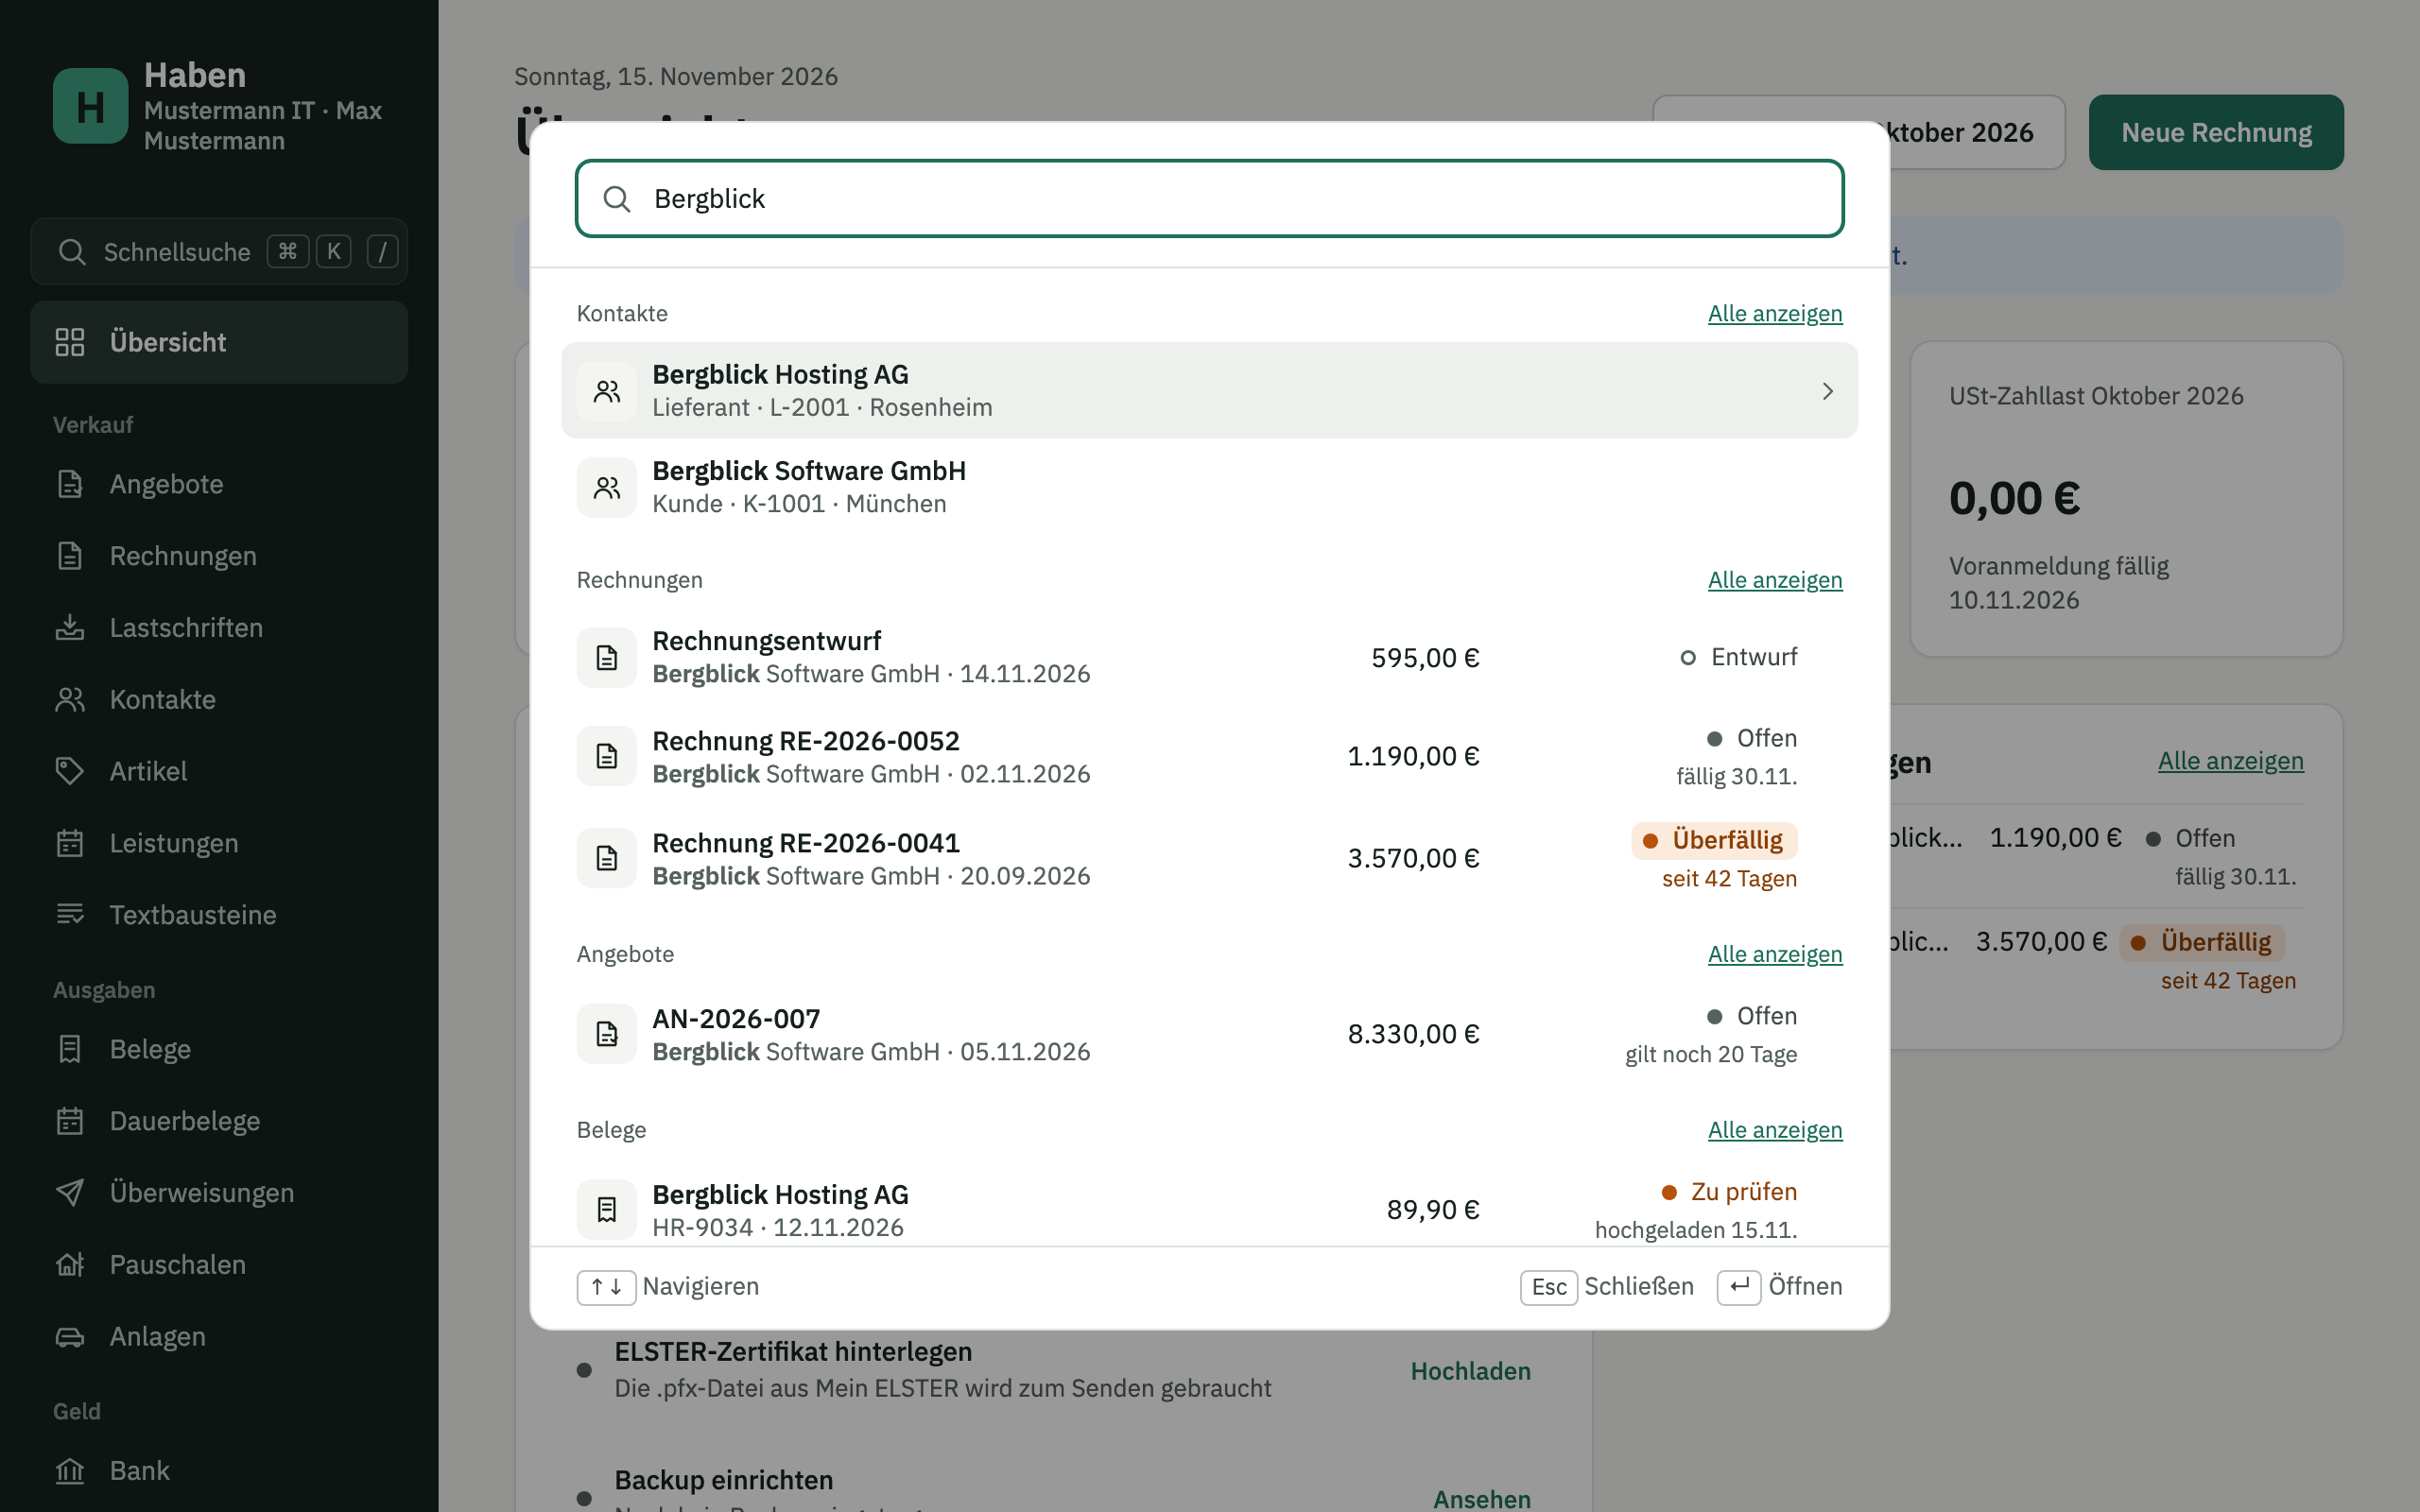 H
Haben
Mustermann IT · Max
Mustermann
Schnellsuche ⌘ K /
Übersicht
Verkauf
Angebote
Rechnungen
Lastschriften
Kontakte
Artikel
Leistungen
Textbausteine
Ausgaben
Belege
Dauerbelege
Überweisungen
Pauschalen
Anlagen
Geld
Bank
Sonntag, 15. November 2026
ktober 2026
Neue Rechnung
t.
Bergblick
Kontakte Alle anzeigen
Bergblick Hosting AG
Lieferant · L-2001 · Rosenheim
Bergblick Software GmbH
Kunde · K-1001 · München
Rechnungen Alle anzeigen
Rechnungsentwurf
Bergblick Software GmbH · 14.11.2026
595,00 € Entwurf
Rechnung RE-2026-0052
Bergblick Software GmbH · 02.11.2026
1.190,00 € Offen
fällig 30.11.
Rechnung RE-2026-0041
Bergblick Software GmbH · 20.09.2026
3.570,00 € Überfällig
seit 42 Tagen
Angebote Alle anzeigen
AN-2026-007
Bergblick Software GmbH · 05.11.2026
8.330,00 € Offen
gilt noch 20 Tage
Belege Alle anzeigen
Bergblick Hosting AG
HR-9034 · 12.11.2026
89,90 € Zu prüfen
hochgeladen 15.11.
↑↓ Navigieren Esc Schließen ↵ Öffnen
USt-Zahllast Oktober 2026
0,00 €
Voranmeldung fällig
10.11.2026
gen Alle anzeigen
blick... 1.190,00 € Offen
fällig 30.11.
blic... 3.570,00 € Überfällig
seit 42 Tagen
ELSTER-Zertifikat hinterlegen
Die .pfx-Datei aus Mein ELSTER wird zum Senden gebraucht
Hochladen
Backup einrichten
Ansehen